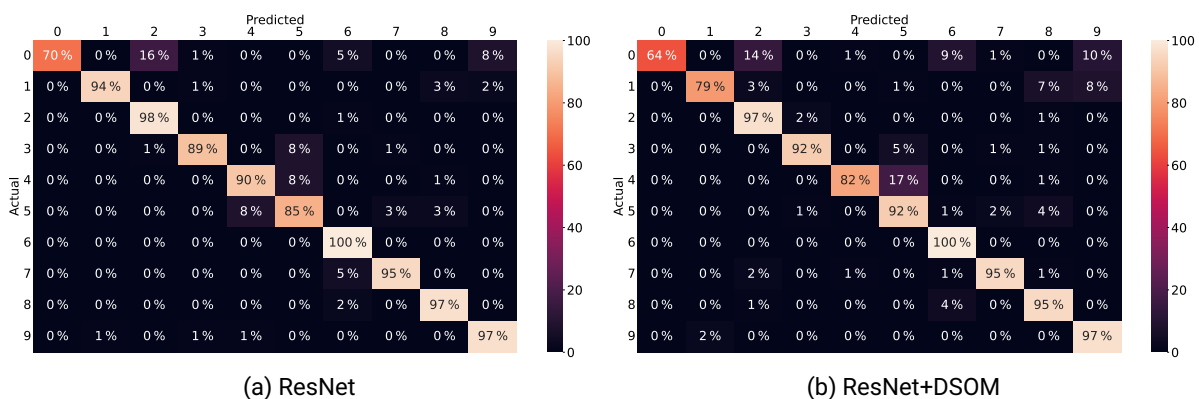 Predicted
0 1 2 3 4 5 6 7 8 9
Actual
0 70 % 0 % 16 % 1 % 0 % 0 % 5 % 0 % 0 % 8 %
1 0 % 94 % 0 % 1 % 0 % 0 % 0 % 0 % 3 % 2 %
2 0 % 0 % 98 % 0 % 0 % 0 % 1 % 0 % 0 % 0 %
3 0 % 0 % 1 % 89 % 0 % 8 % 0 % 1 % 0 % 0 %
4 0 % 0 % 0 % 0 % 90 % 8 % 0 % 0 % 1 % 0 %
5 0 % 0 % 0 % 0 % 8 % 85 % 0 % 3 % 3 % 0 %
6 0 % 0 % 0 % 0 % 0 % 0 % 100 % 0 % 0 % 0 %
7 0 % 0 % 0 % 0 % 0 % 0 % 5 % 95 % 0 % 0 %
8 0 % 0 % 0 % 0 % 0 % 0 % 2 % 0 % 97 % 0 %
9 0 % 1 % 0 % 1 % 1 % 0 % 0 % 0 % 0 % 97 %
100
80
60
40
20
0
(a) ResNet
Predicted
0 1 2 3 4 5 6 7 8 9
Actual
0 64 % 0 % 14 % 0 % 1 % 0 % 9 % 1 % 0 % 10 %
1 0 % 79 % 3 % 0 % 0 % 1 % 0 % 0 % 7 % 8 %
2 0 % 0 % 97 % 2 % 0 % 0 % 0 % 0 % 1 % 0 %
3 0 % 0 % 0 % 92 % 0 % 5 % 0 % 1 % 1 % 0 %
4 0 % 0 % 0 % 0 % 82 % 17 % 0 % 0 % 1 % 0 %
5 0 % 0 % 0 % 1 % 0 % 92 % 1 % 2 % 4 % 0 %
6 0 % 0 % 0 % 0 % 0 % 0 % 100 % 0 % 0 % 0 %
7 0 % 0 % 2 % 0 % 1 % 0 % 1 % 95 % 1 % 0 %
8 0 % 0 % 1 % 0 % 0 % 0 % 4 % 0 % 95 % 0 %
9 0 % 2 % 0 % 0 % 0 % 0 % 0 % 0 % 0 % 97 %
100
80
60
40
20
0
(b) ResNet+DSOM